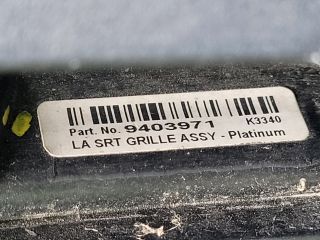 Part. No. 9403971 K3340
LA SRT GRILLE ASSY - Platinum